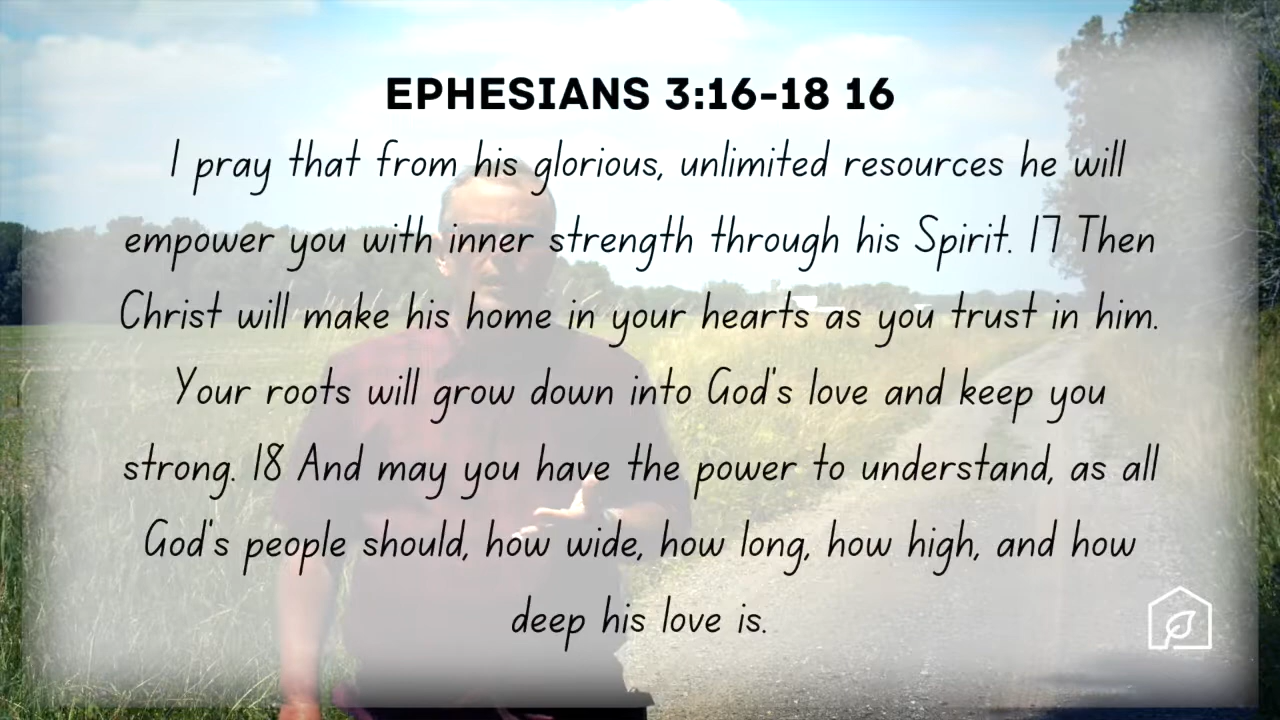 EPHESIANS 3:16-18 16
I pray that from his glorious, unlimited resources he will
empower you with inner strength through his Spirit. 17 Then
Christ will make his home in your hearts as you trust in him.
Your roots will grow down into God's love and keep you
strong. 18 And may you have the power to understand, as all
God's people should, how wide, how long, how high, and how
deep his love is.